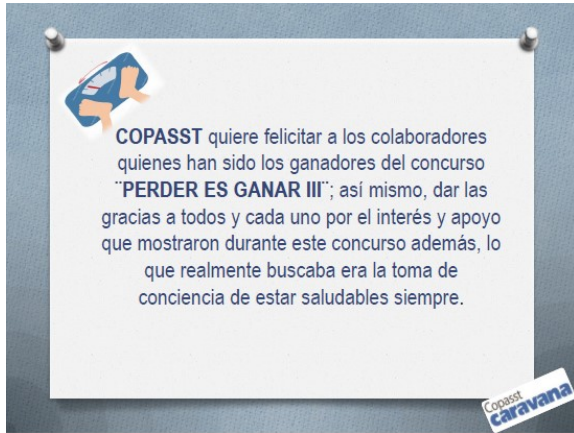 COPASST quiere felicitar a los colaboradores
quienes han sido los ganadores del concurso
¨PERDER ES GANAR III¨; así mismo, dar las
gracias a todos y cada uno por el interés y apoyo
que mostraron durante este concurso además, lo
que realmente buscaba era la toma de
conciencia de estar saludables siempre.
Copasst
caravana